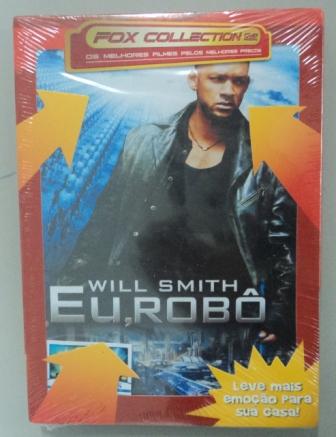 FOX COLLECTION
OS MELHORES FILMES PELOS MELHORES PREÇOS
WILL SMITH
EU, ROBÔ
Leve mais
emoção para
sua casa!